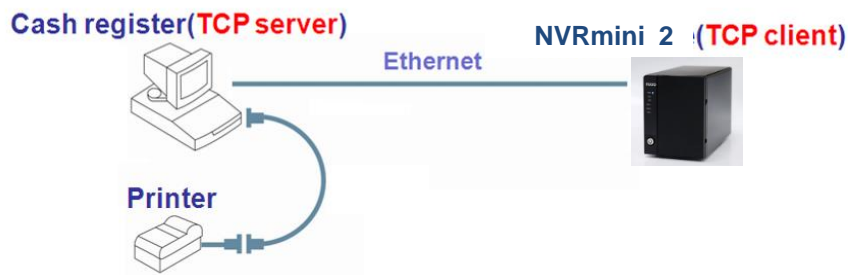 Cash register(TCP server)
NVRmini 2 (TCP client)
Ethernet
Printer